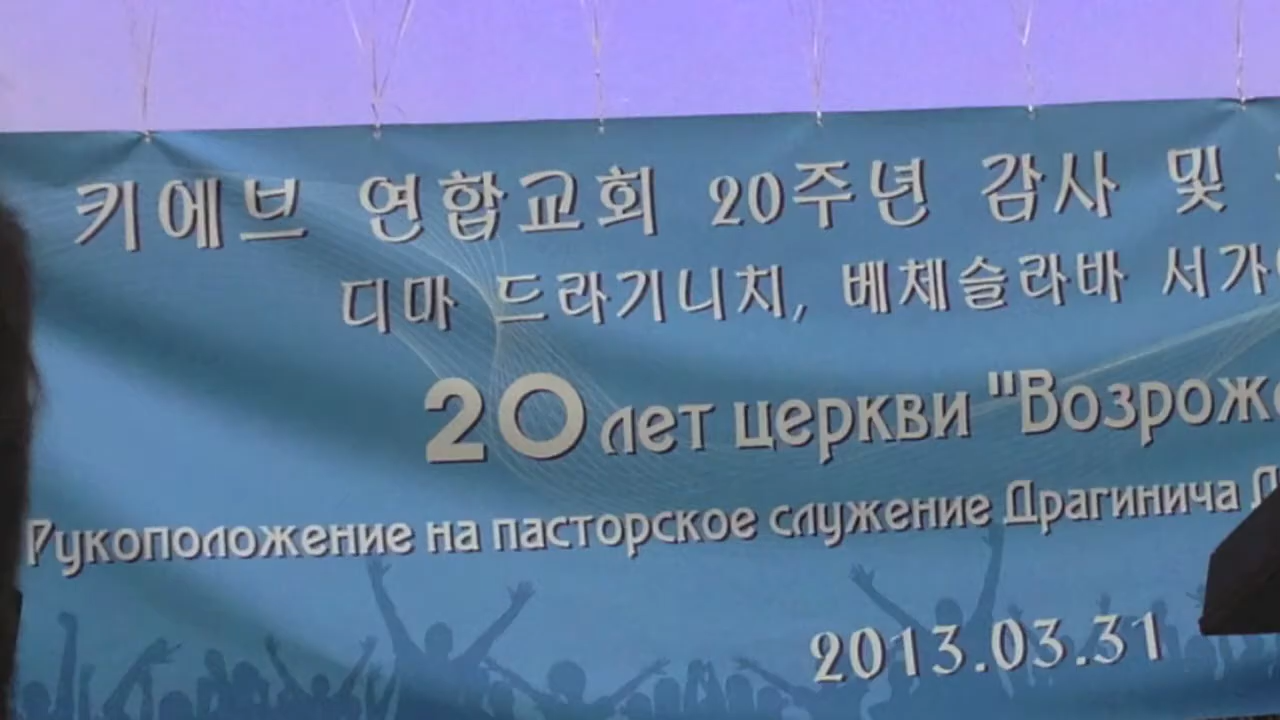 키에브 연합교회 20주년 감사 및
디마 드라기니치, 베체슬라바 서가
20 лет церкви "Возрож
Рукоположение на пасторское служение Драгинича
2013.03.31